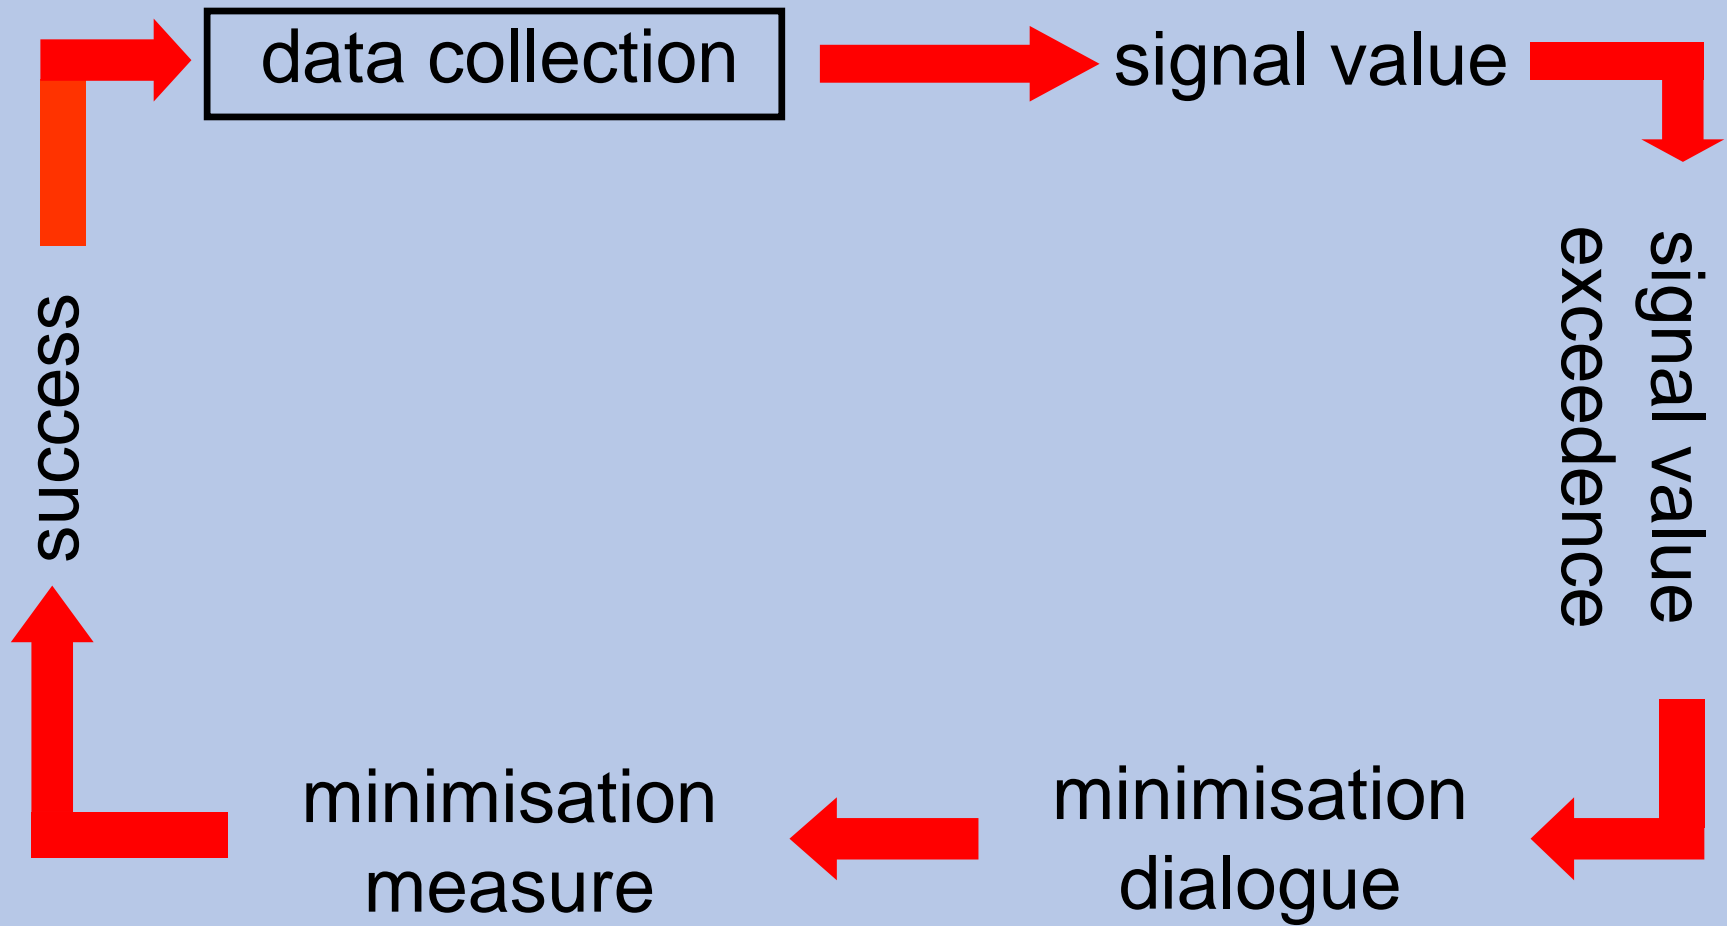 data collection
signal value
signal value
exceedence
minimisation
dialogue
minimisation
measure
success